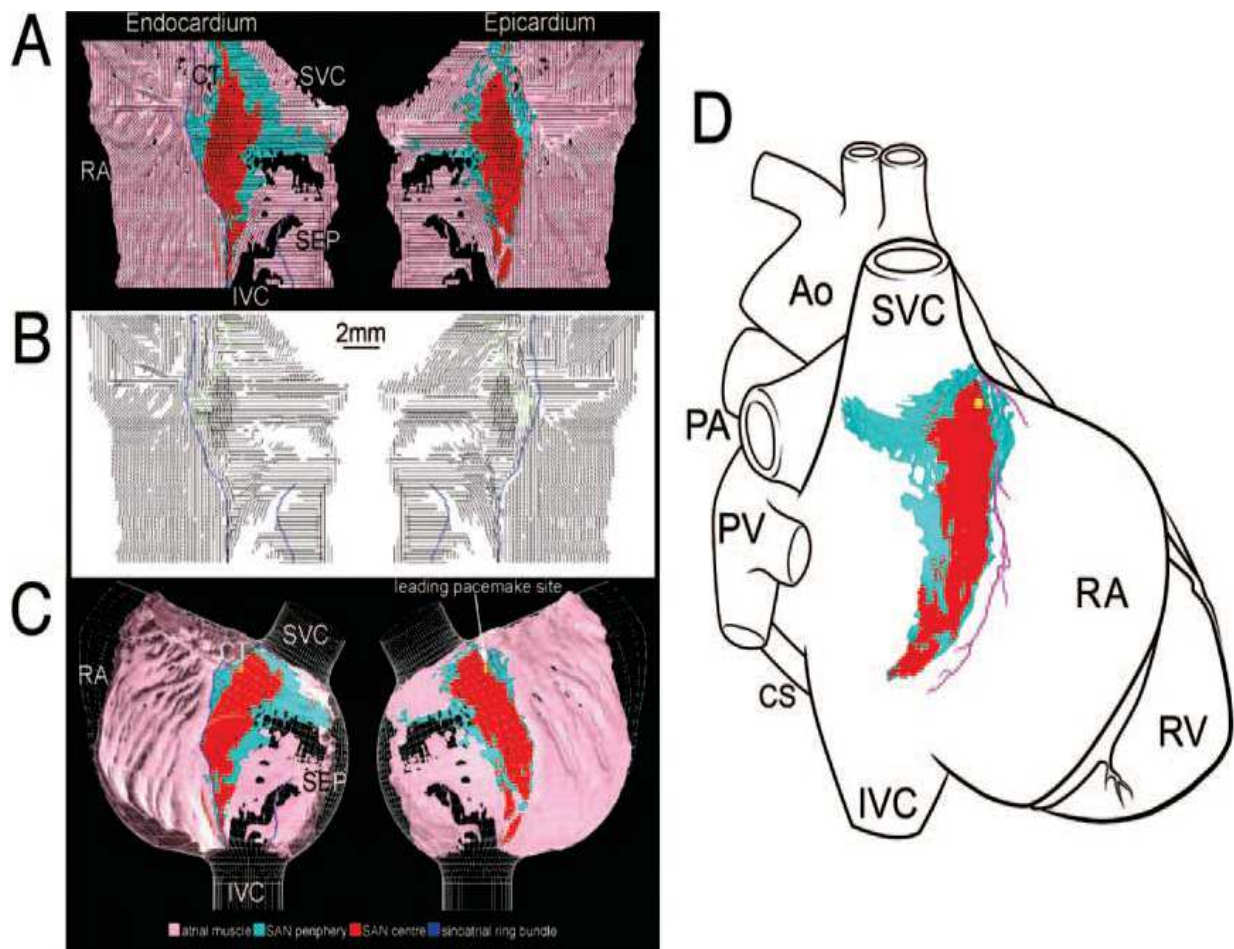 A
Endocardium
Epicardium
CT
SVC
RA
SEP
IVC
B
2mm
C
leading pacemake site
SVC
CT
RA
SEP
IVC
atrial muscle SAN periphery SAN centre sinoatrial ring bundle
D
Ao
SVC
PA
PV
RA
CS
RV
IVC